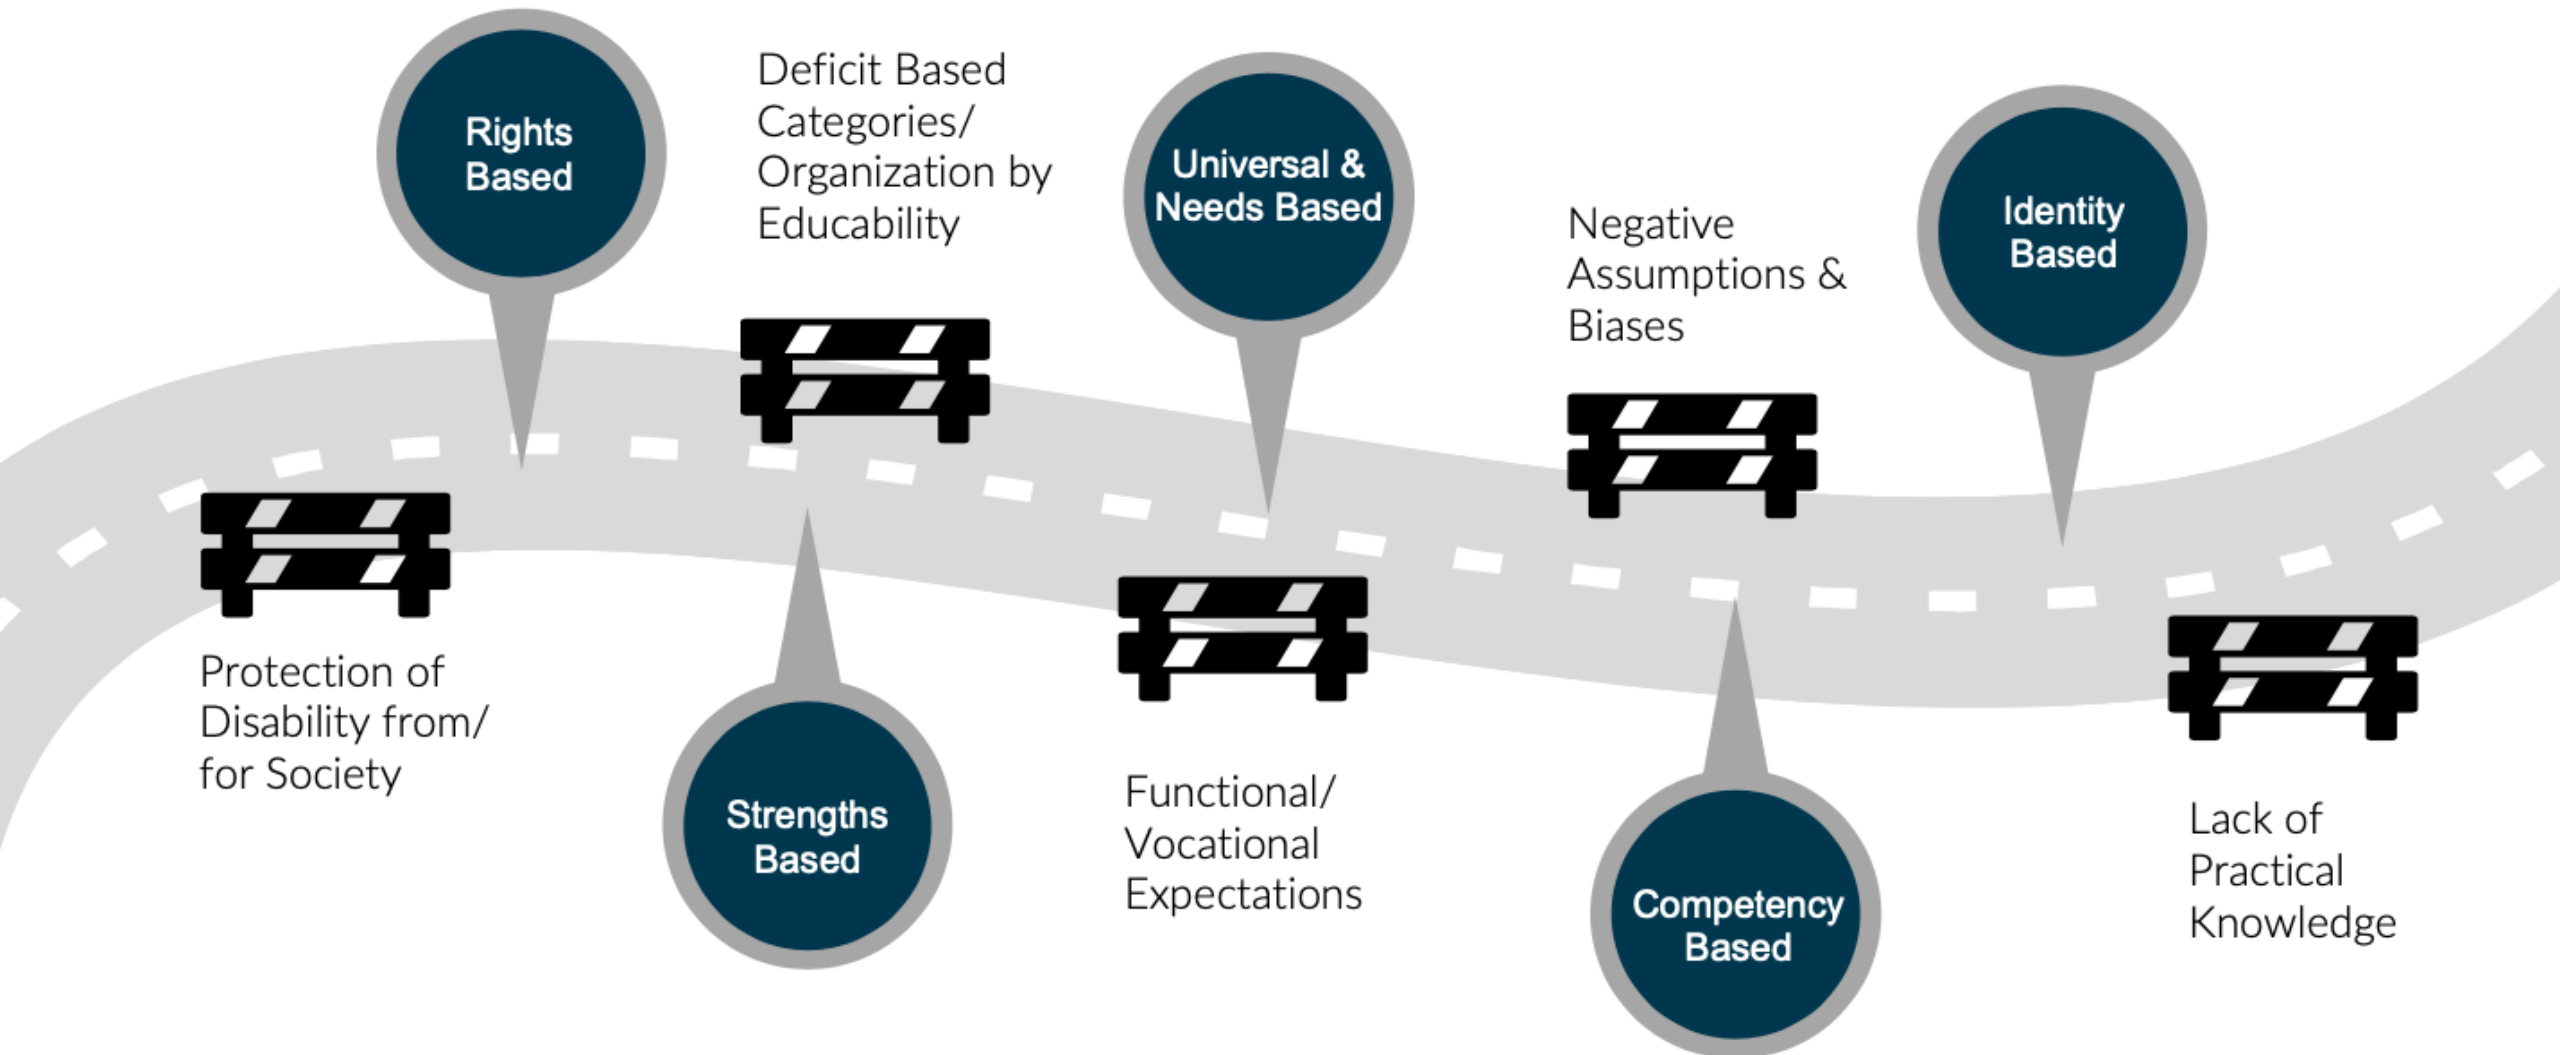 Rights
Based
Deficit Based
Categories/
Organization by
Educability
Universal &
Needs Based
Negative
Assumptions &
Biases
Identity
Based
Protection of
Disability from/
for Society
Strengths
Based
Functional/
Vocational
Expectations
Competency
Based
Lack of
Practical
Knowledge